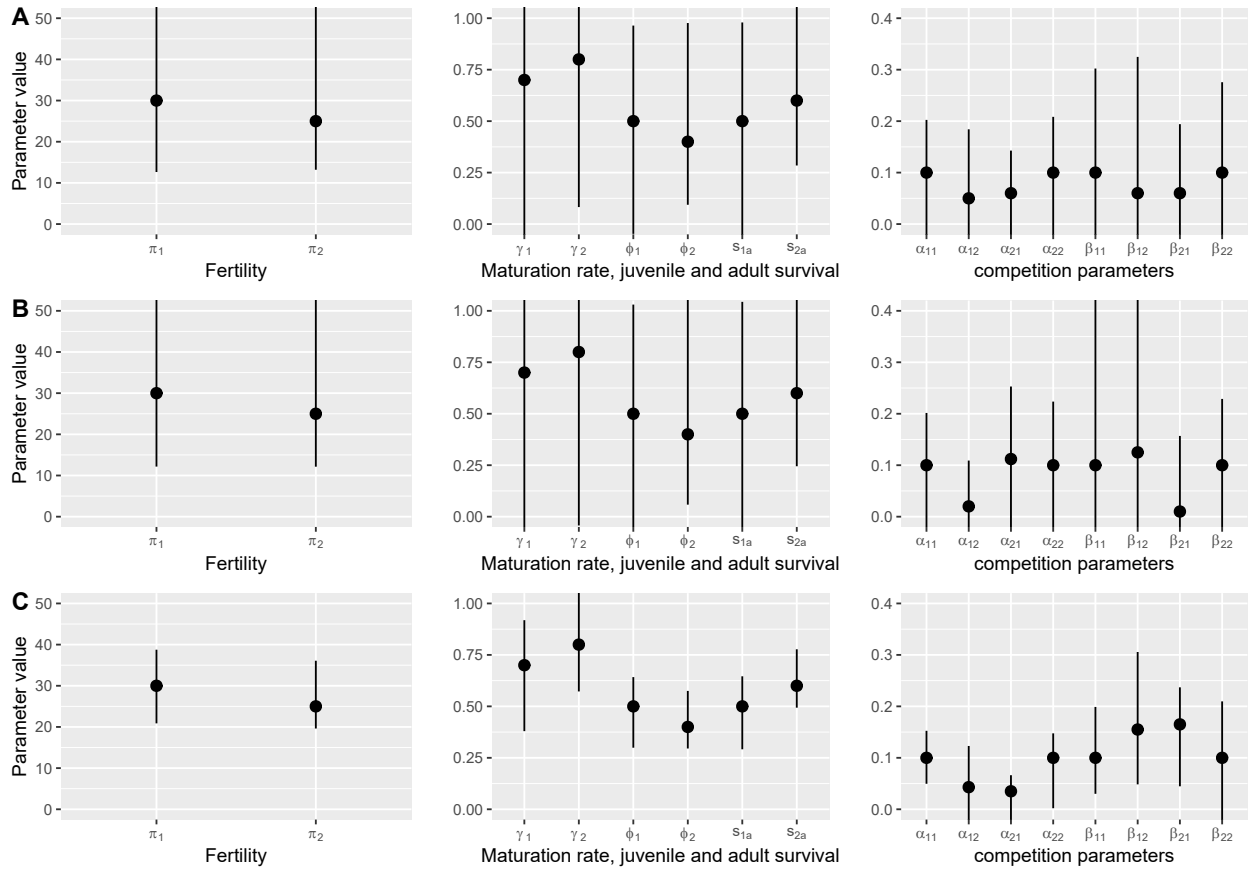 A
Parameter value
50
40
30
20
10
0
π1 π2
Fertility
1.00
0.75
0.50
0.25
0.00
γ1 γ2 ϕ1 ϕ2 s1a s2a
Maturation rate, juvenile and adult survival
0.4
0.3
0.2
0.1
0.0
α11 α12 α21 α22 β11 β12 β21 β22
competition parameters
B
Parameter value
50
40
30
20
10
0
π1 π2
Fertility
1.00
0.75
0.50
0.25
0.00
γ1 γ2 ϕ1 ϕ2 s1a s2a
Maturation rate, juvenile and adult survival
0.4
0.3
0.2
0.1
0.0
α11 α12 α21 α22 β11 β12 β21 β22
competition parameters
C
Parameter value
50
40
30
20
10
0
π1 π2
Fertility
1.00
0.75
0.50
0.25
0.00
γ1 γ2 ϕ1 ϕ2 s1a s2a
Maturation rate, juvenile and adult survival
0.4
0.3
0.2
0.1
0.0
α11 α12 α21 α22 β11 β12 β21 β22
competition parameters